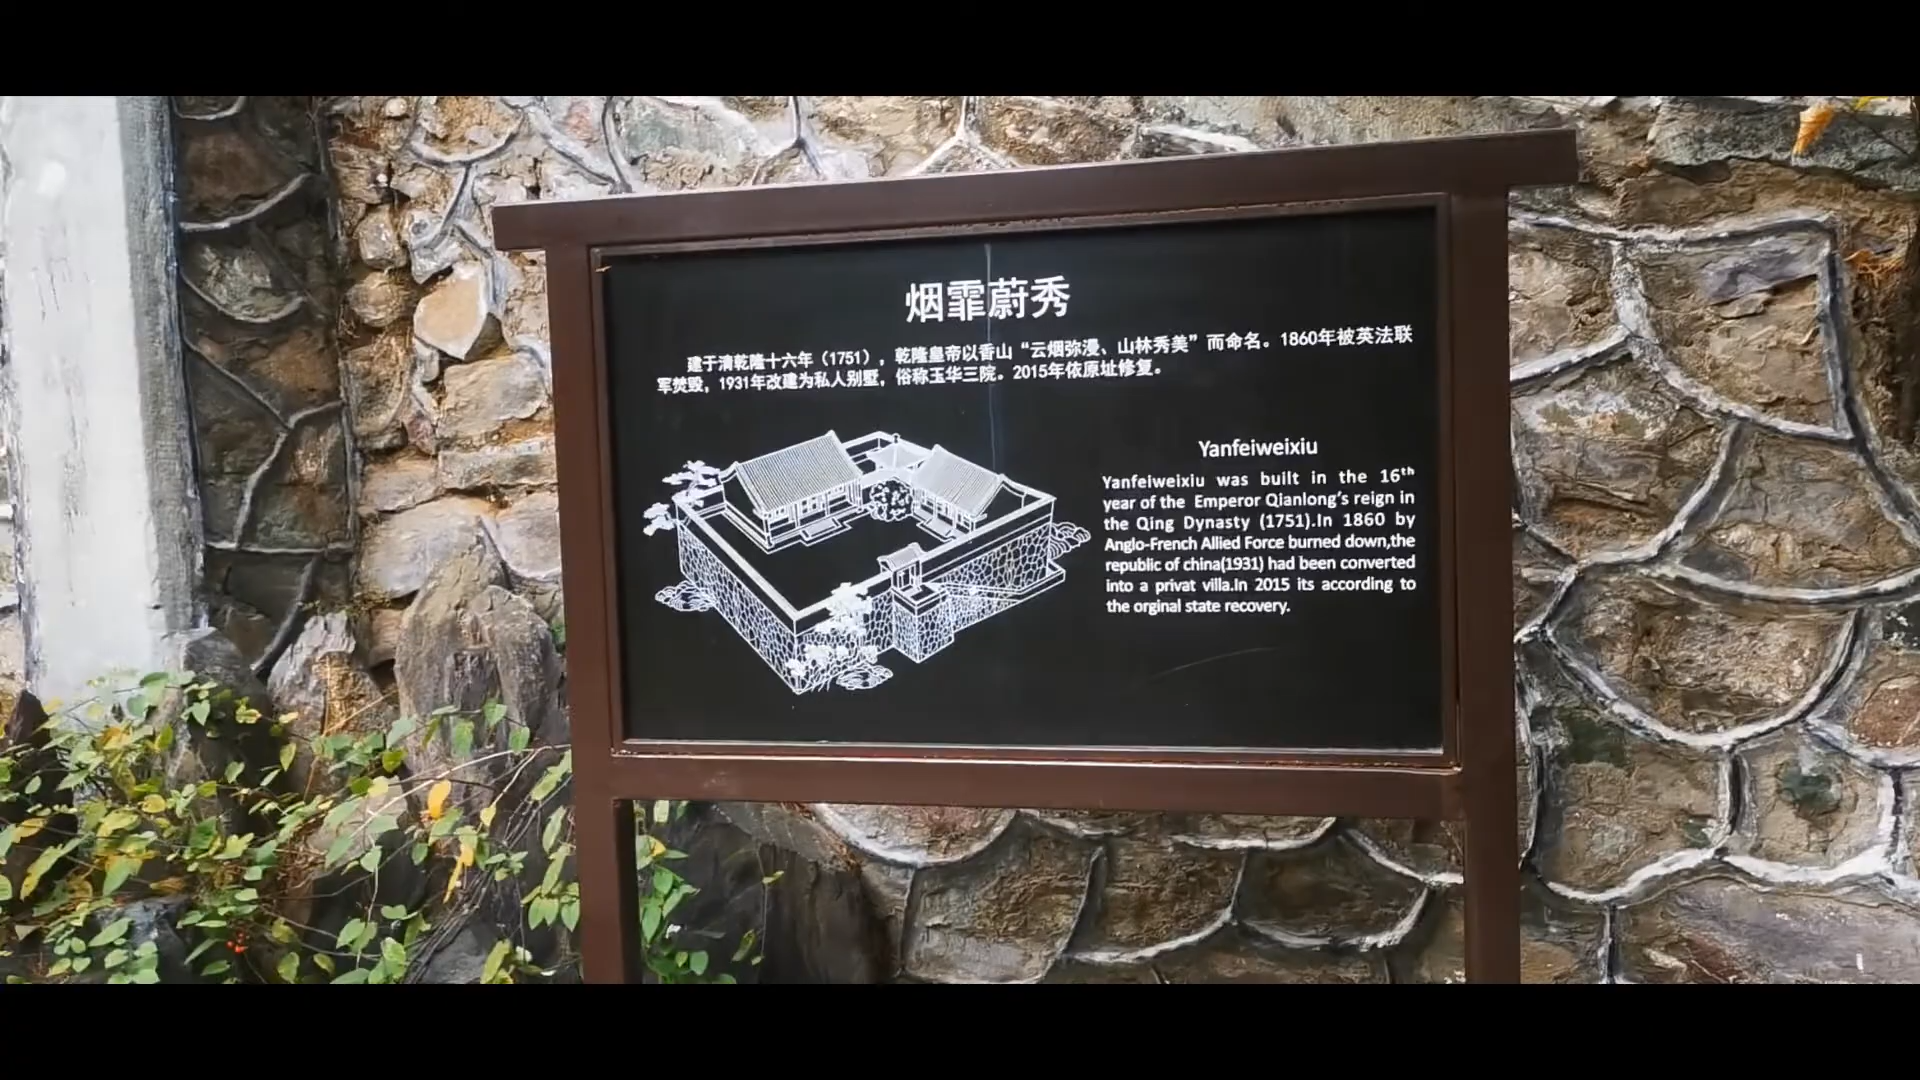 烟霏蔚秀
建于清乾隆十六年（1751），乾隆皇帝以香山“云烟弥漫、山林秀美”而命名。1860年被英法联
军焚毁，1931年改建为私人别墅，俗称玉华三院。2015年依原址修复。
Yanfeiweixiu
Yanfeiweixiu was built in the 16th
year of the Emperor Qianlong's reign in
the Qing Dynasty (1751).In 1860 by
Anglo-French Allied Force burned down,the
republic of china(1931) had been converted
into a privat villa.In 2015 its according to
the orginal state recovery.